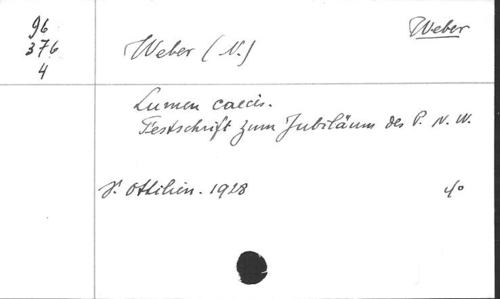 96
376
4
Weber
Weber (N.)
Lumen caecis.
Festschrift zum Jubiläum des P. N. W.
St. Ottilien. 1928
4°